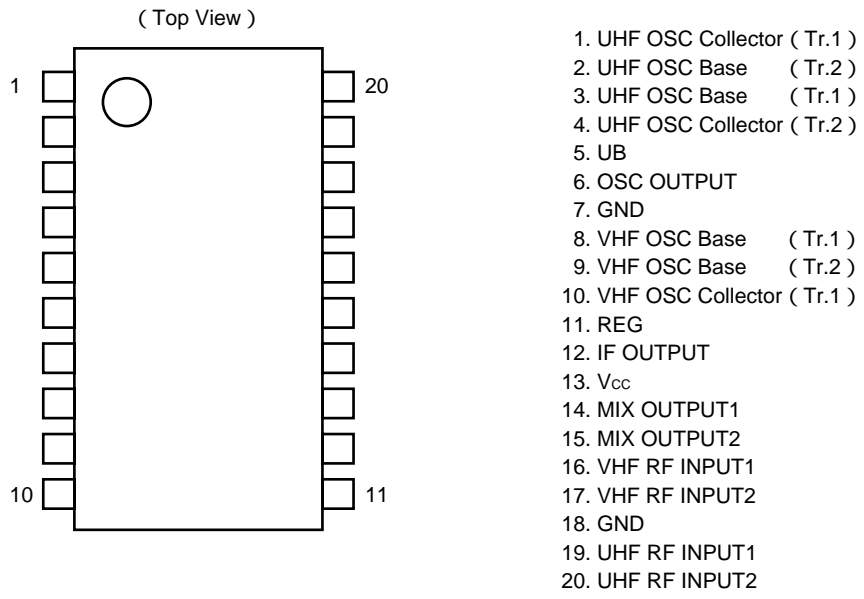 ( Top View )
1
20
10
11
1. UHF OSC Collector ( Tr.1 )
2. UHF OSC Base ( Tr.2 )
3. UHF OSC Base ( Tr.1 )
4. UHF OSC Collector ( Tr.2 )
5. UB
6. OSC OUTPUT
7. GND
8. VHF OSC Base ( Tr.1 )
9. VHF OSC Base ( Tr.2 )
10. VHF OSC Collector ( Tr.1 )
11. REG
12. IF OUTPUT
13. Vcc
14. MIX OUTPUT1
15. MIX OUTPUT2
16. VHF RF INPUT1
17. VHF RF INPUT2
18. GND
19. UHF RF INPUT1
20. UHF RF INPUT2